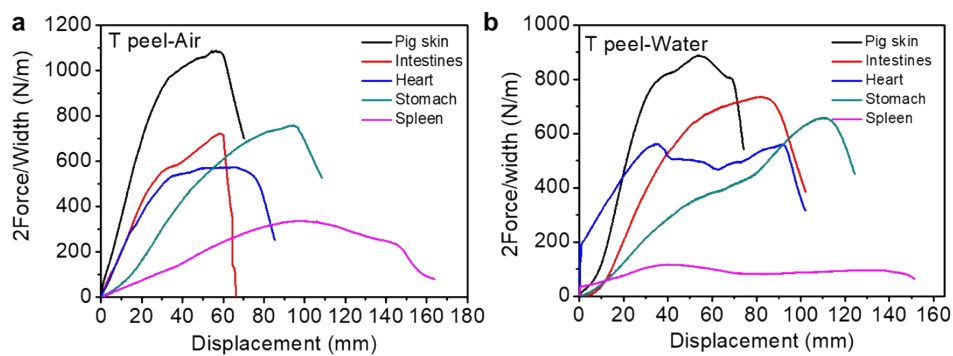 a
T peel-Air
Pig skin
Intestines
Heart
Stomach
Spleen
2Force/Width (N/m)
1200
1000
800
600
400
200
0
0 20 40 60 80 100 120 140 160 180
Displacement (mm)
b
T peel-Water
Pig skin
Intestines
Heart
Stomach
Spleen
2Force/width (N/m)
1000
800
600
400
200
0
0 20 40 60 80 100 120 140 160
Displacement (mm)